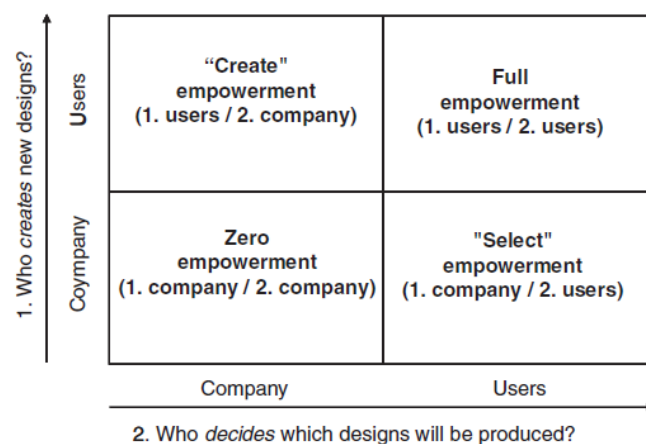 1. Who creates new designs?
Users
Coympany
“Create"
empowerment
(1. users / 2. company)
Full
empowerment
(1. users / 2. users)
Zero
empowerment
(1. company / 2. company)
"Select"
empowerment
(1. company / 2. users)
Company
Users
2. Who decides which designs will be produced?